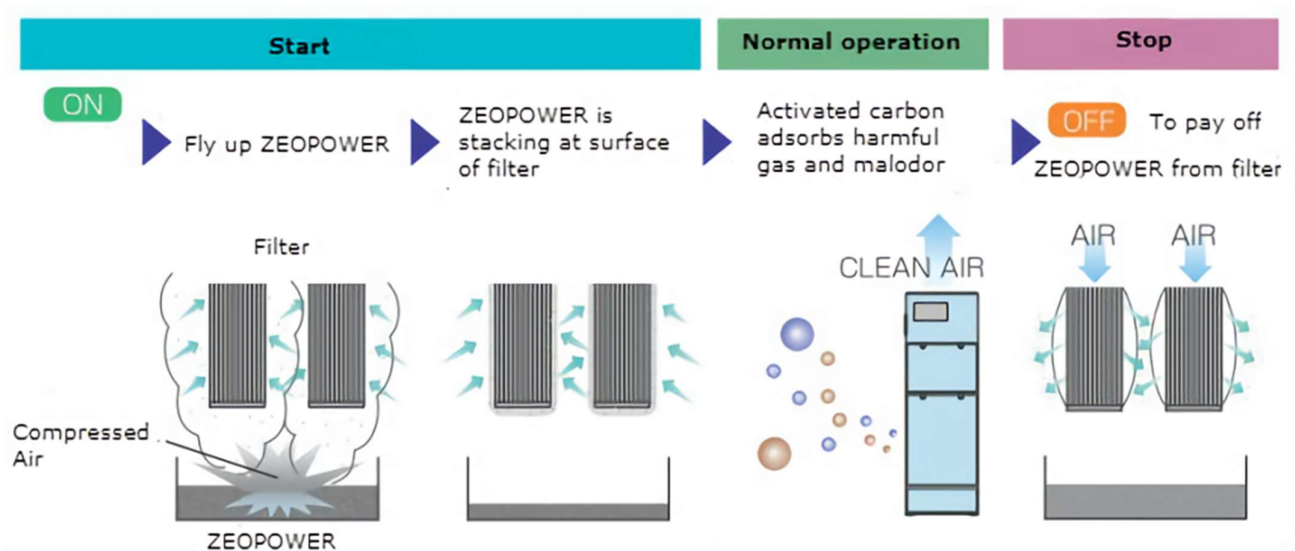 Start
Normal operation
Stop
ON
Fly up ZEOPOWER
ZEOPOWER is
stacking at surface
of filter
Activated carbon
adsorbs harmful
gas and malodor
OFF To pay off
ZEOPOWER from filter
Filter
Compressed
Air
ZEOPOWER
CLEAN AIR
AIR
AIR